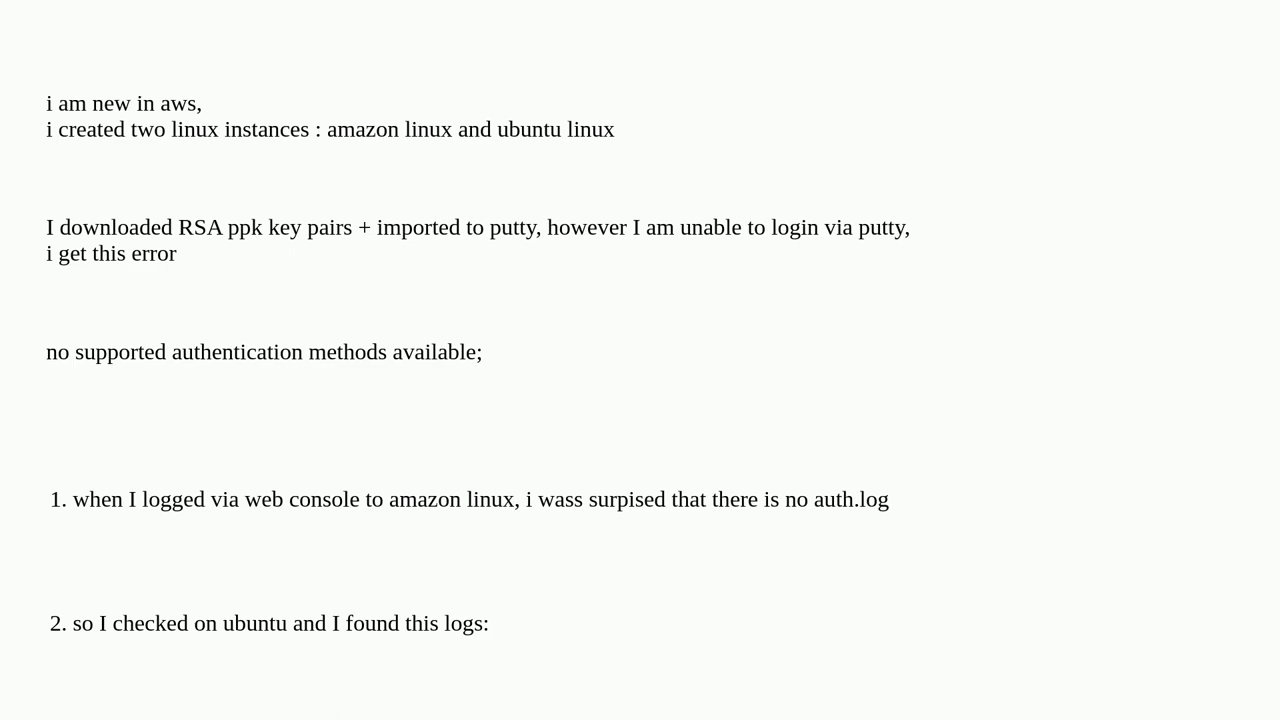 i am new in aws,
i created two linux instances : amazon linux and ubuntu linux
I downloaded RSA ppk key pairs + imported to putty, however I am unable to login via putty,
i get this error
no supported authentication methods available;
1. when I logged via web console to amazon linux, i wass surpised that there is no auth.log
2. so I checked on ubuntu and I found this logs: